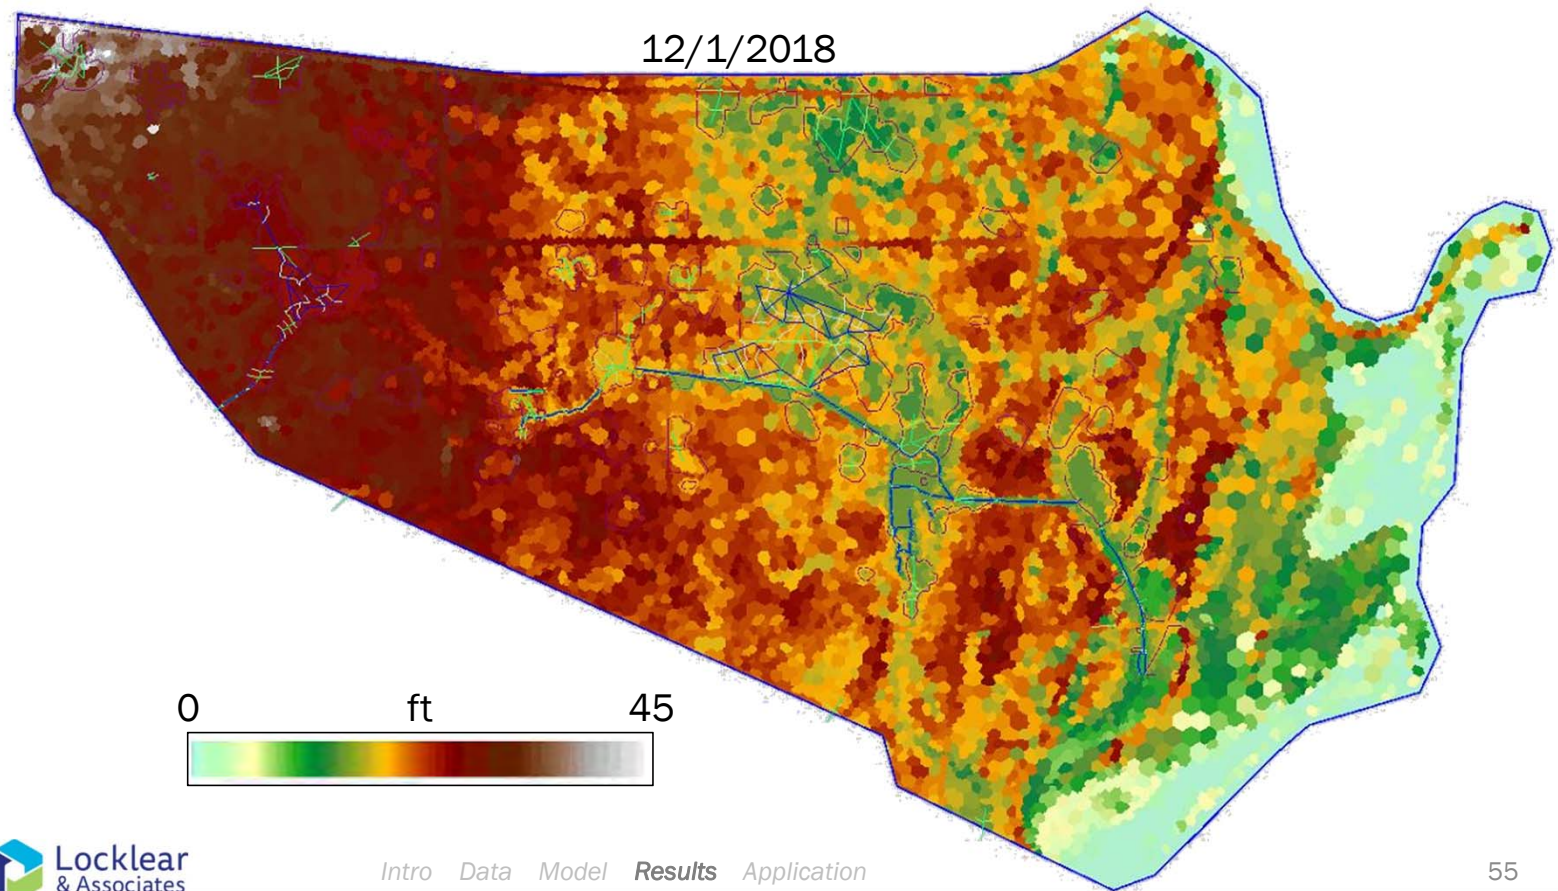 12/1/2018
0 ft 45
Locklear
& Associates
Intro Data Model Results Application
55